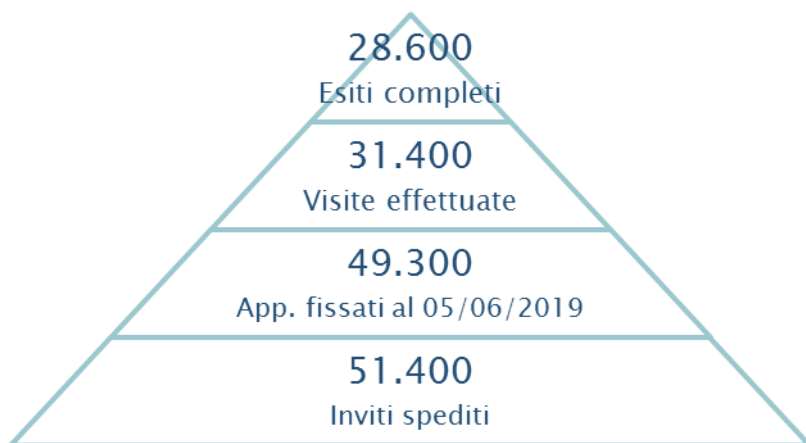 28.600
Esiti completi
31.400
Visite effettuate
49.300
App. fissati al 05/06/2019
51.400
Inviti spediti